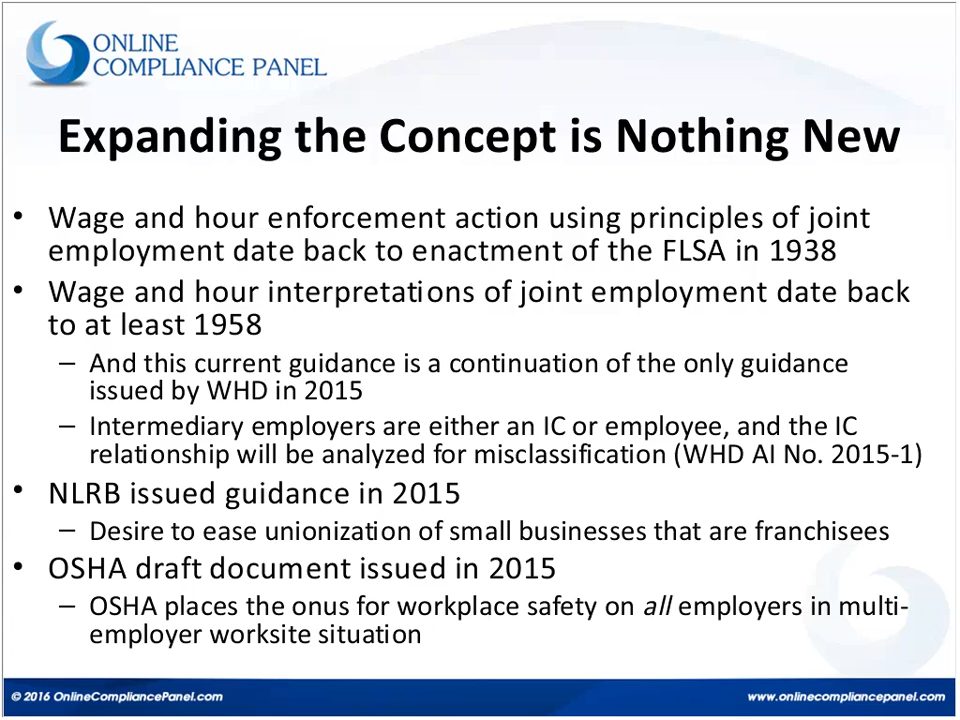 ONLINE
COMPLIANCE PANEL
Expanding the Concept is Nothing New
• Wage and hour enforcement action using principles of joint
employment date back to enactment of the FLSA in 1938
• Wage and hour interpretations of joint employment date back
to at least 1958
– And this current guidance is a continuation of the only guidance
issued by WHD in 2015
– Intermediary employers are either an IC or employee, and the IC
relationship will be analyzed for misclassification (WHD AI No. 2015-1)
• NLRB issued guidance in 2015
– Desire to ease unionization of small businesses that are franchisees
• OSHA draft document issued in 2015
– OSHA places the onus for workplace safety on all employers in multi-
employer worksite situation
© 2016 OnlineCompliancePanel.com
www.onlinecompliancepanel.com